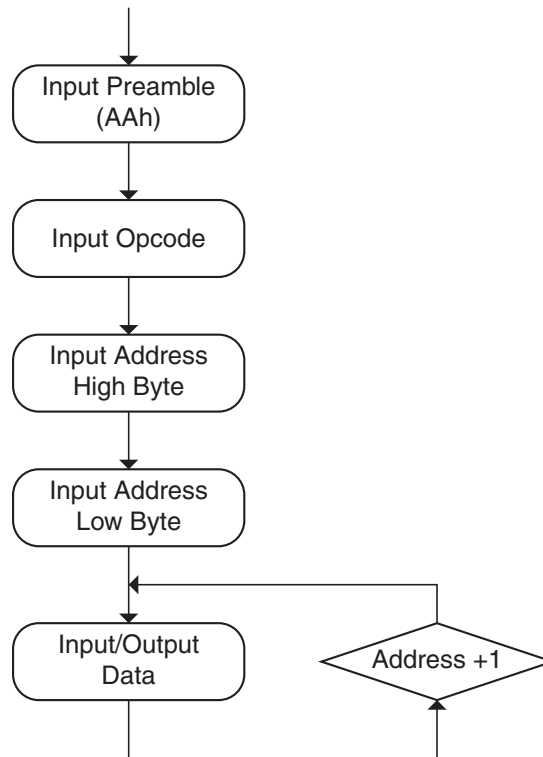 Input Preamble
(AAh)
Input Opcode
Input Address
High Byte
Input Address
Low Byte
Input/Output
Data
Address +1